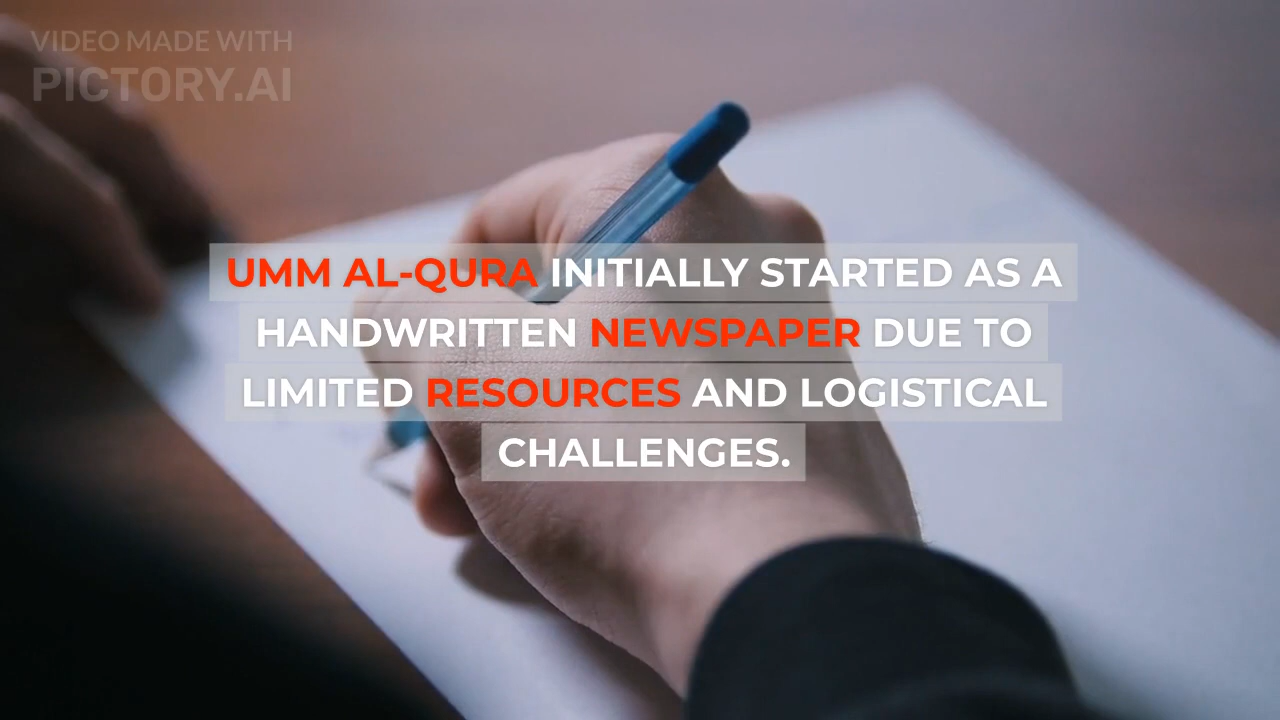 VIDEO MADE WITH
PICTORY.AI
UMM AL-QURA INITIALLY STARTED AS A
HANDWRITTEN NEWSPAPER DUE TO
LIMITED RESOURCES AND LOGISTICAL
CHALLENGES.